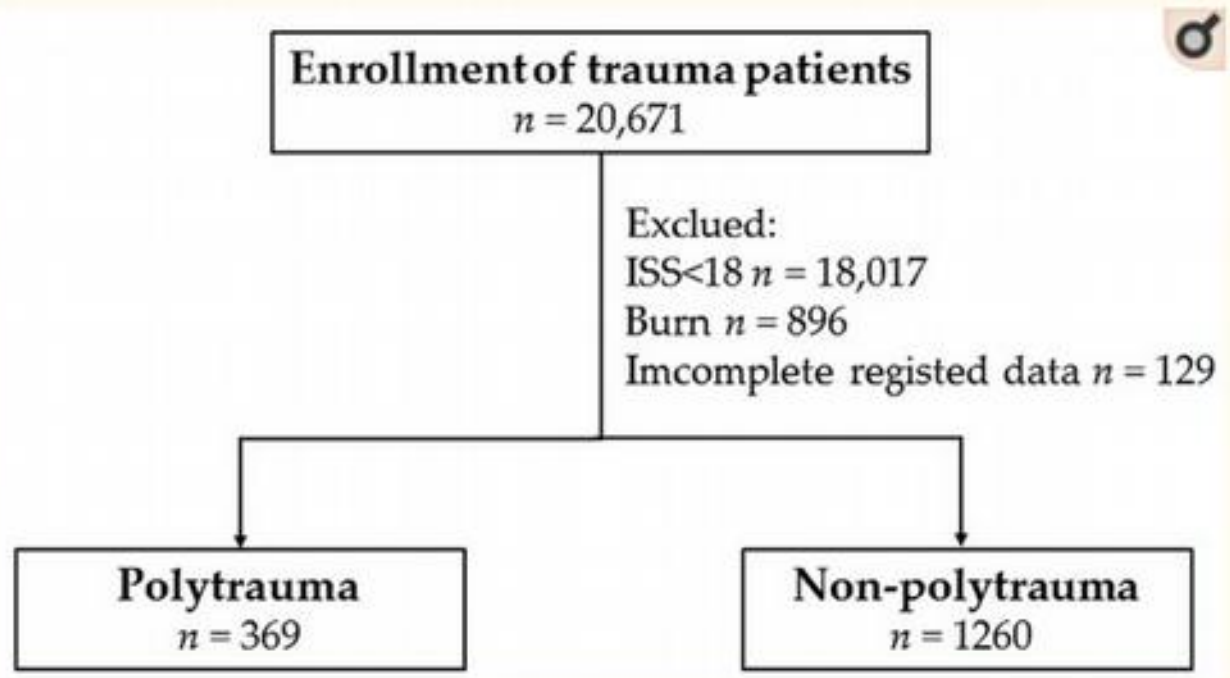 Enrollment of trauma patients
n = 20,671
Exclued:
ISS<18 n = 18,017
Burn n = 896
Imcomplete registed data n = 129
Polytrauma
n = 369
Non-polytrauma
n = 1260